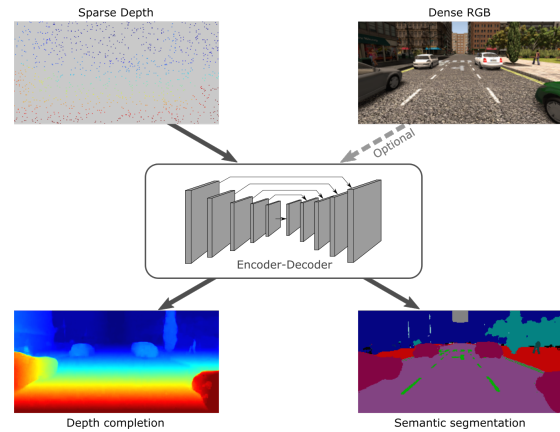 Sparse Depth
Dense RGB
Optional
Encoder-Decoder
Depth completion
Semantic segmentation